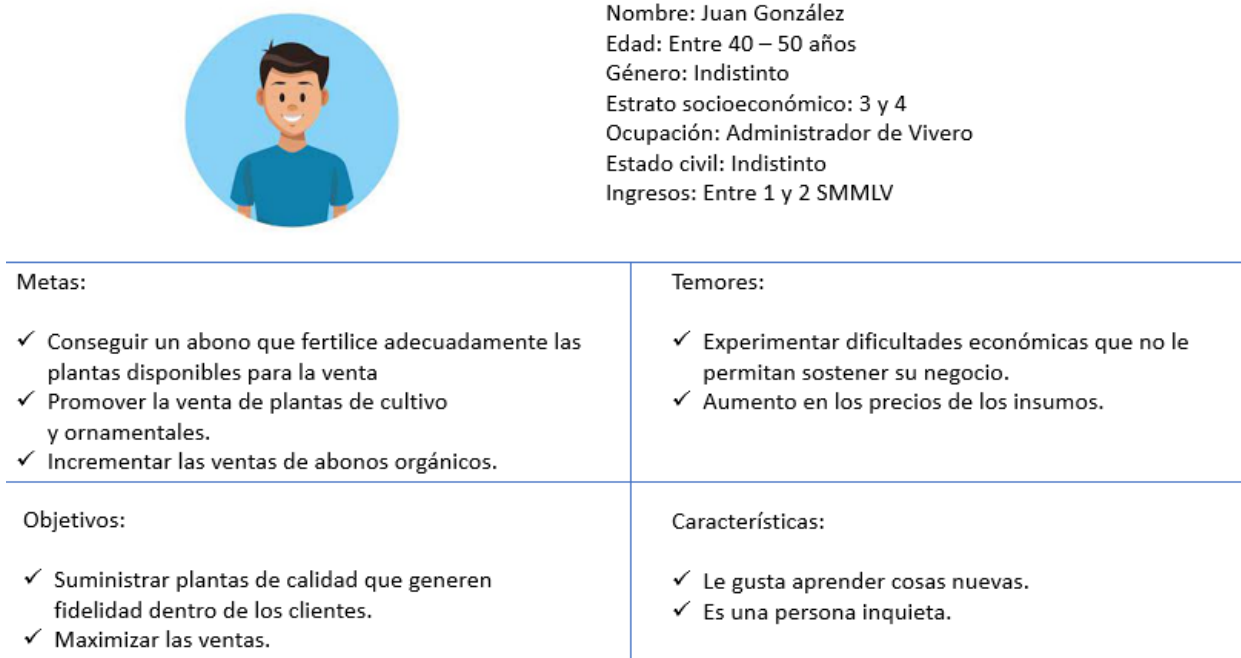 Nombre: Juan González
Edad: Entre 40 – 50 años
Género: Indistinto
Estrato socioeconómico: 3 y 4
Ocupación: Administrador de Vivero
Estado civil: Indistinto
Ingresos: Entre 1 y 2 SMMLV
Metas:
✓ Conseguir un abono que fertilice adecuadamente las
plantas disponibles para la venta
✓ Promover la venta de plantas de cultivo
y ornamentales.
✓ Incrementar las ventas de abonos orgánicos.
Temores:
✓ Experimentar dificultades económicas que no le
permitan sostener su negocio.
✓ Aumento en los precios de los insumos.
Objetivos:
✓ Suministrar plantas de calidad que generen
fidelidad dentro de los clientes.
✓ Maximizar las ventas.
Características:
✓ Le gusta aprender cosas nuevas.
✓ Es una persona inquieta.